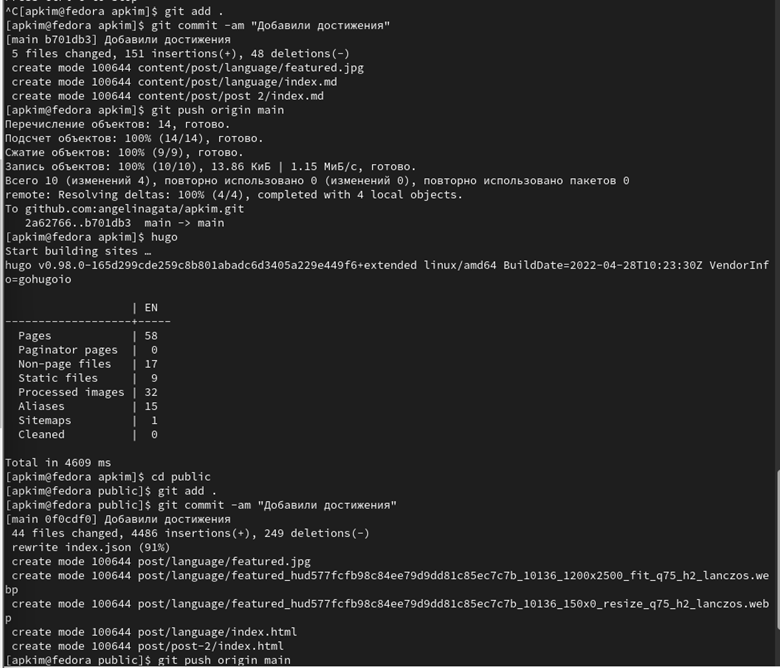 ^C[apkim@fedora apkim]$ git add .
[apkim@fedora apkim]$ git commit -am "Добавили достижения"
[main b701db3] Добавили достижения
 5 files changed, 151 insertions(+), 48 deletions(-)
 create mode 100644 content/post/language/featured.jpg
 create mode 100644 content/post/language/index.md
 create mode 100644 content/post/post 2/index.md
[apkim@fedora apkim]$ git push origin main
Перечисление объектов: 14, готово.
Подсчет объектов: 100% (14/14), готово.
Сжатие объектов: 100% (9/9), готово.
Запись объектов: 100% (10/10), 13.86 КиБ | 1.15 МиБ/с, готово.
Всего 10 (изменений 4), повторно использовано 0 (изменений 0), повторно использовано пакетов 0
remote: Resolving deltas: 100% (4/4), completed with 4 local objects.
To github.com:angelinagata/apkim.git
   2a62766..b701db3  main -> main
[apkim@fedora apkim]$ hugo
Start building sites …
hugo v0.98.0-165d299cde259c8b801abadc6d3405a229e449f6+extended linux/amd64 BuildDate=2022-04-28T10:23:30Z VendorInf
o=gohugoio

                   | EN
-------------------+-----
  Pages            | 58
  Paginator pages  |  0
  Non-page files   | 17
  Static files     |  9
  Processed images | 32
  Aliases          | 15
  Sitemaps         |  1
  Cleaned          |  0

Total in 4609 ms
[apkim@fedora apkim]$ cd public
[apkim@fedora public]$ git add .
[apkim@fedora public]$ git commit -am "Добавили достижения"
[main 0f0cdf0] Добавили достижения
 44 files changed, 4486 insertions(+), 249 deletions(-)
 rewrite index.json (91%)
 create mode 100644 post/language/featured.jpg
 create mode 100644 post/language/featured_hud577fcfb98c84ee79d9dd81c85ec7c7b_10136_1200x2500_fit_q75_h2_lanczos.we
bp
 create mode 100644 post/language/featured_hud577fcfb98c84ee79d9dd81c85ec7c7b_10136_150x0_resize_q75_h2_lanczos.web
p
 create mode 100644 post/language/index.html
 create mode 100644 post/post-2/index.html
[apkim@fedora public]$ git push origin main